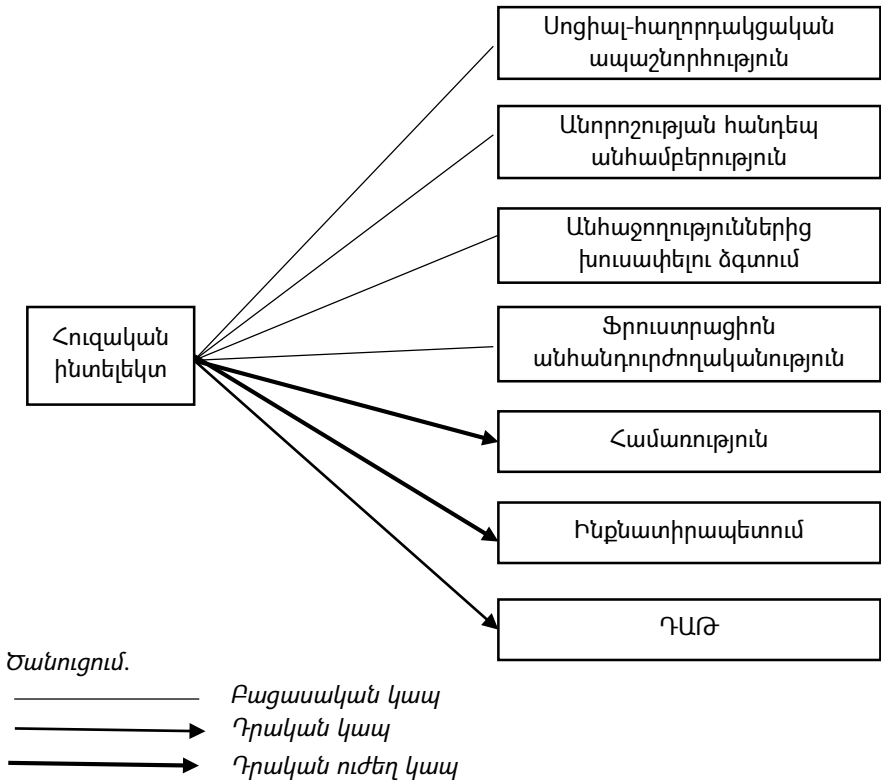 Սոցիալ-հաղորդակցական
ապաշնորհություն
Անորոշության հանդեպ
անհամբերություն
Անհաջողություններից
խուսափելու ձգտում
Հուզական
ինտելեկտ
Ֆրուստրացիոն
անհանդուրժողականություն
Համառություն
Ինքնատիրապետում
ԴԱԹ
Ծանուցում.
Բացասական կապ
Դրական կապ
Դրական ուժեղ կապ